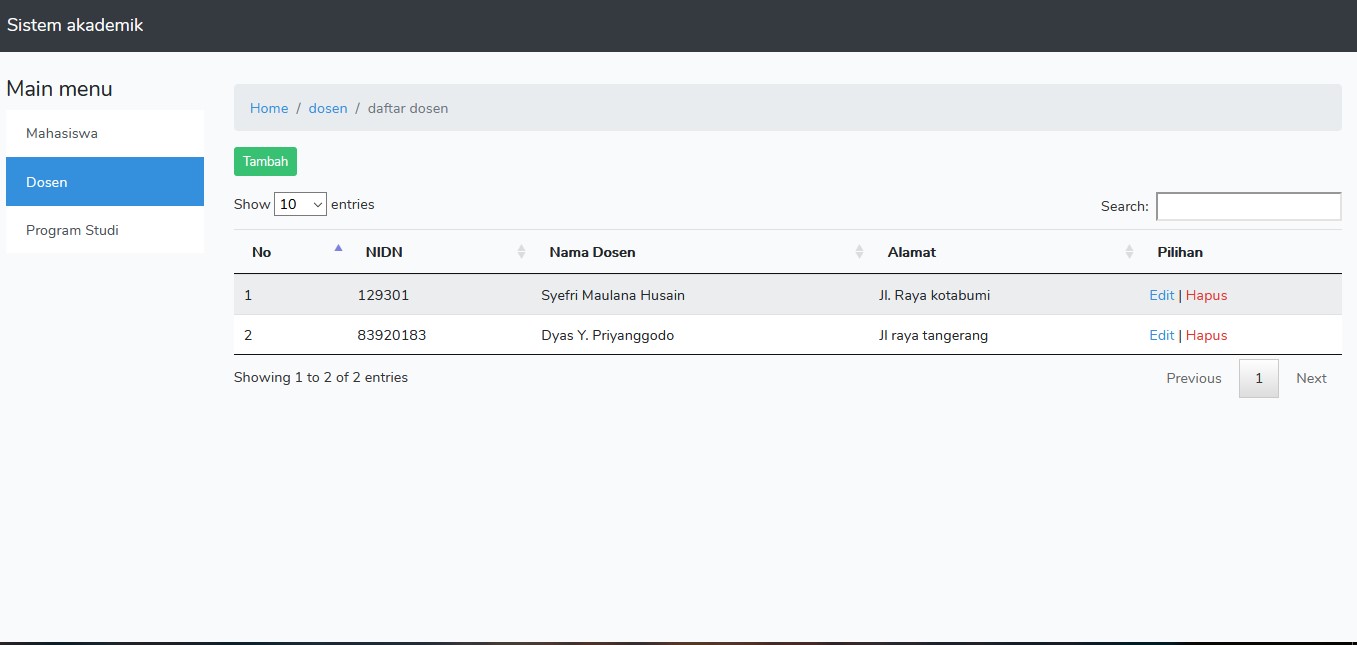 Sistem akademik
Main menu
Mahasiswa
Dosen
Program Studi
Home / dosen / daftar dosen
Tambah
Show 10 entries
Search:
No NIDN Nama Dosen Alamat Pilihan
1 129301 Syefri Maulana Husain Jl. Raya kotabumi Edit | Hapus
2 83920183 Dyas Y. Priyanggodo Jl raya tangerang Edit | Hapus
Showing 1 to 2 of 2 entries
Previous 1 Next